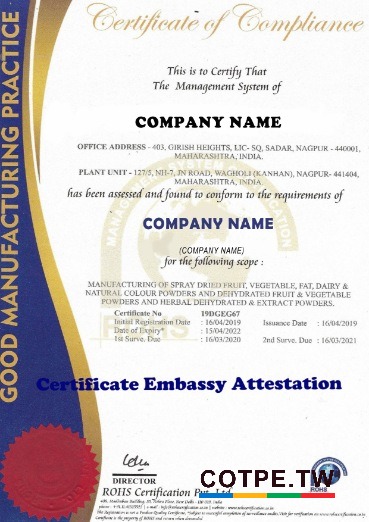 GOOD MANUFACTURING PRACTICE
Certificate of Compliance
This is to Certify That
The Management System of
COMPANY NAME
OFFICE ADDRESS - 403, GIRISH HEIGHTS, LIC- SQ, SADAR, NAGPUR - 440001,
MAHARASHTRA, INDIA.
PLANT UNIT - 127/5, NH-7, JN ROAD, WAGHOLI (KANHAN), NAGPUR- 441404,
MAHARASHTRA, INDIA
has been assessed and found to conform to the requirements of
COMPANY NAME
(COMPANY NAME)
for the following scope :
MANUFACTURING OF SPRAY DRIED FRUIT, VEGETABLE, FAT, DAIRY &
NATURAL COLOUR POWDERS AND DEHYDRATED FRUIT & VEGETABLE
POWDERS AND HERBAL DEHYDRATED & EXTRACT POWDERS.
Certificate No : 19DGEG67
Initial Registration Date : 16/04/2019 Issuance Date : 16/04/2019
Date of Expiry* : 15/04/2022
1st Surve. Due : 16/03/2020 2nd Surve. Due : 16/03/2021
ROHS
Certificate Embassy Attestation
DIRECTOR
ROHS Certification Pvt. Ltd.
COTPE.TW
ROHS